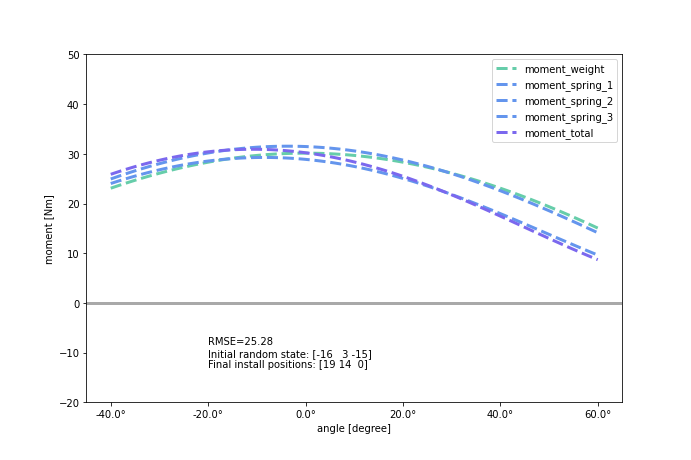 50
40
30
20
10
0
−10
−20
moment [Nm]
moment_weight
moment_spring_1
moment_spring_2
moment_spring_3
moment_total
RMSE=25.28
Initial random state: [-16   3 -15]
Final install positions: [19 14  0]
-40.0°
-20.0°
0.0°
20.0°
40.0°
60.0°
angle [degree]